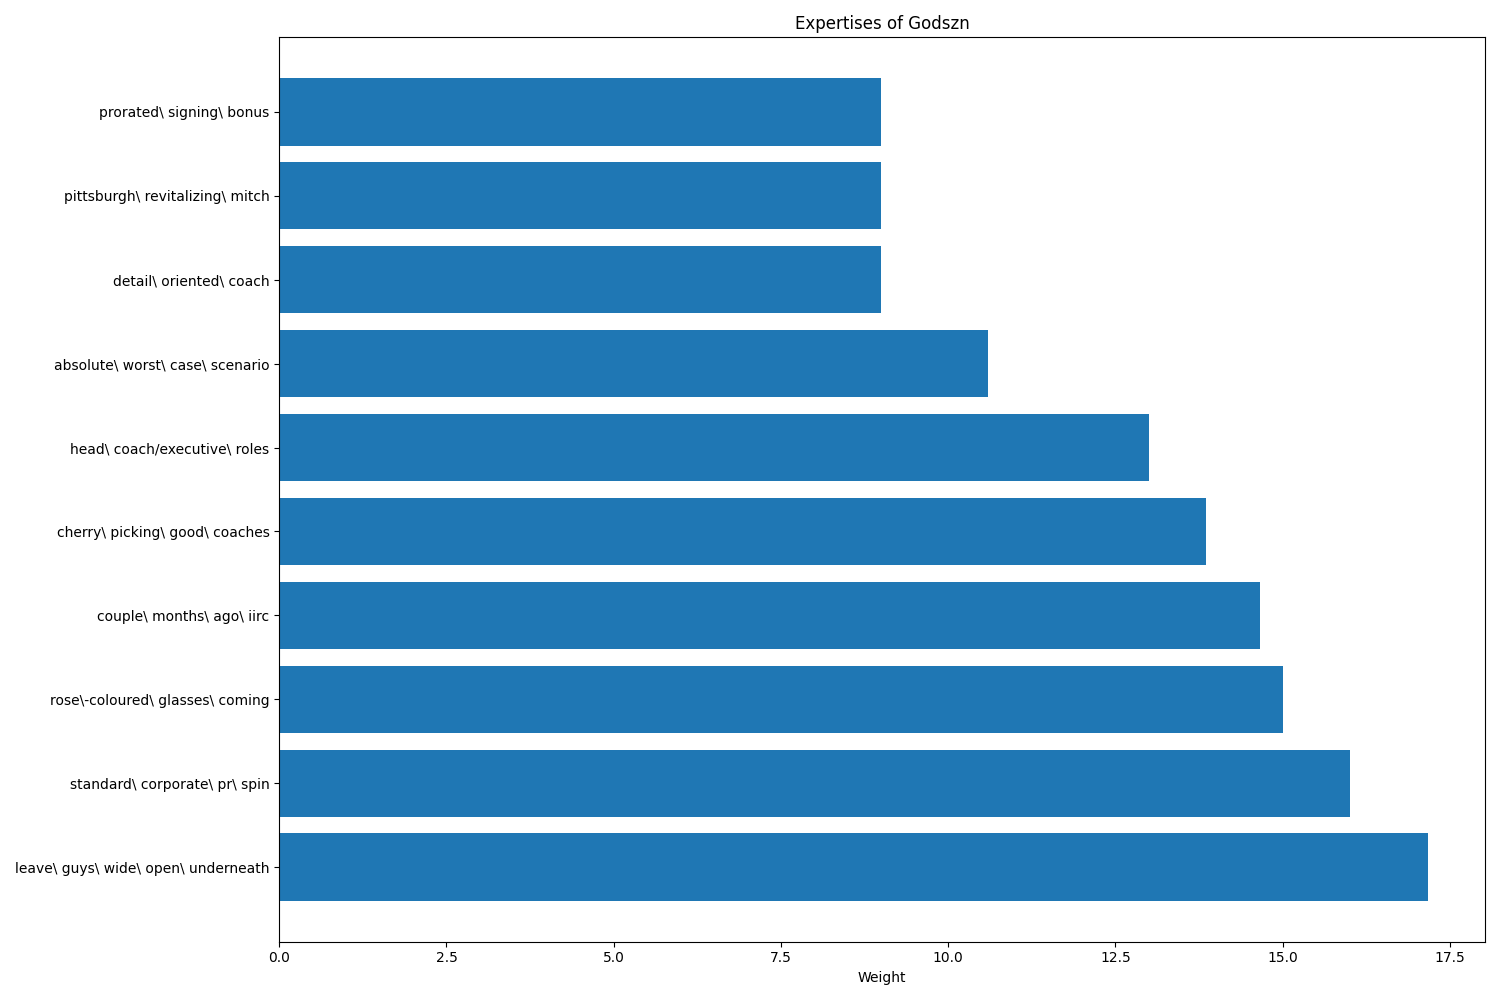 Expertises of Godszn
prorated\ signing\ bonus
pittsburgh\ revitalizing\ mitch
detail\ oriented\ coach
absolute\ worst\ case\ scenario
head\ coach/executive\ roles
cherry\ picking\ good\ coaches
couple\ months\ ago\ iirc
rose\-coloured\ glasses\ coming
standard\ corporate\ pr\ spin
leave\ guys\ wide\ open\ underneath
0.0 2.5 5.0 7.5 10.0 12.5 15.0 17.5
Weight